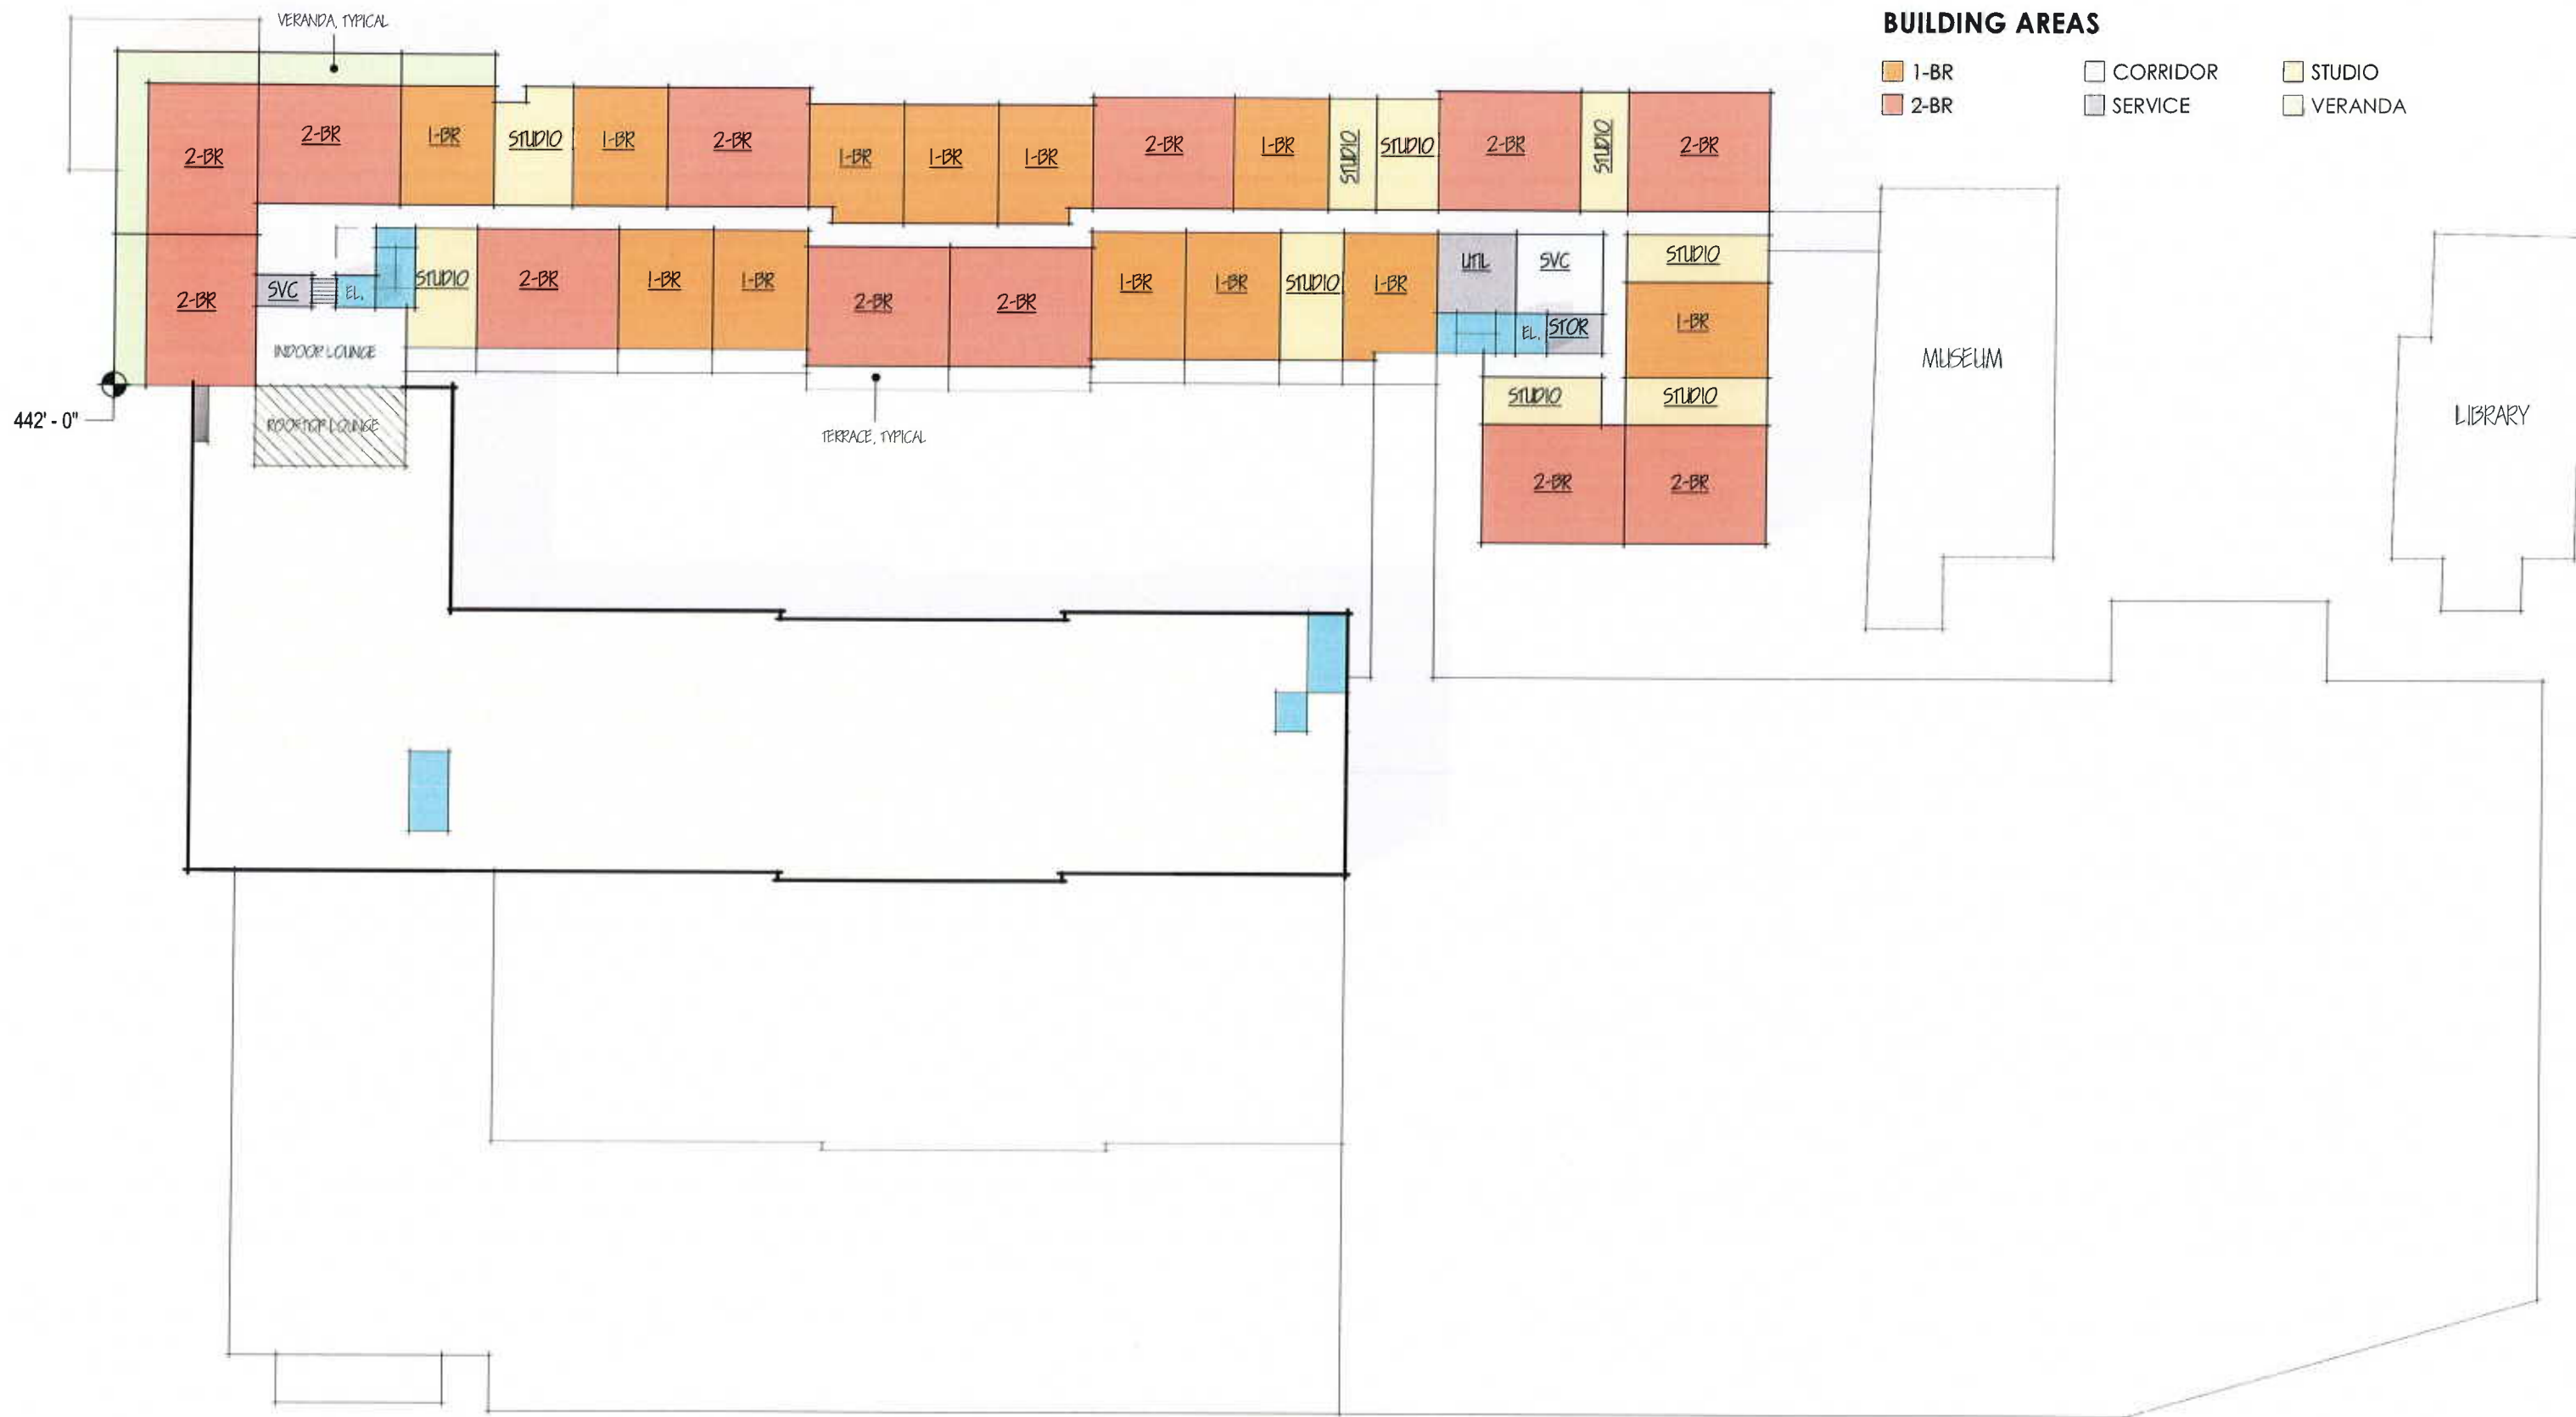 VERANDA, TYPICAL
BUILDING AREAS
1-BR
CORRIDOR
STUDIO
2-BR
SERVICE
VERANDA
2-BR
2-BR
1-BR
STUDIO
1-BR
2-BR
1-BR
1-BR
1-BR
2-BR
1-BR
STUDIO
STUDIO
2-BR
STUDIO
2-BR
2-BR
SVC
EL.
STUDIO
2-BR
1-BR
1-BR
2-BR
2-BR
1-BR
1-BR
STUDIO
1-BR
UTIL
SVC
EL.
STOR
STUDIO
1-BR
STUDIO
STUDIO
2-BR
2-BR
INDOOR LOUNGE
ROOFTOP LOUNGE
442' - 0"
TERRACE, TYPICAL
MUSEUM
LIBRARY